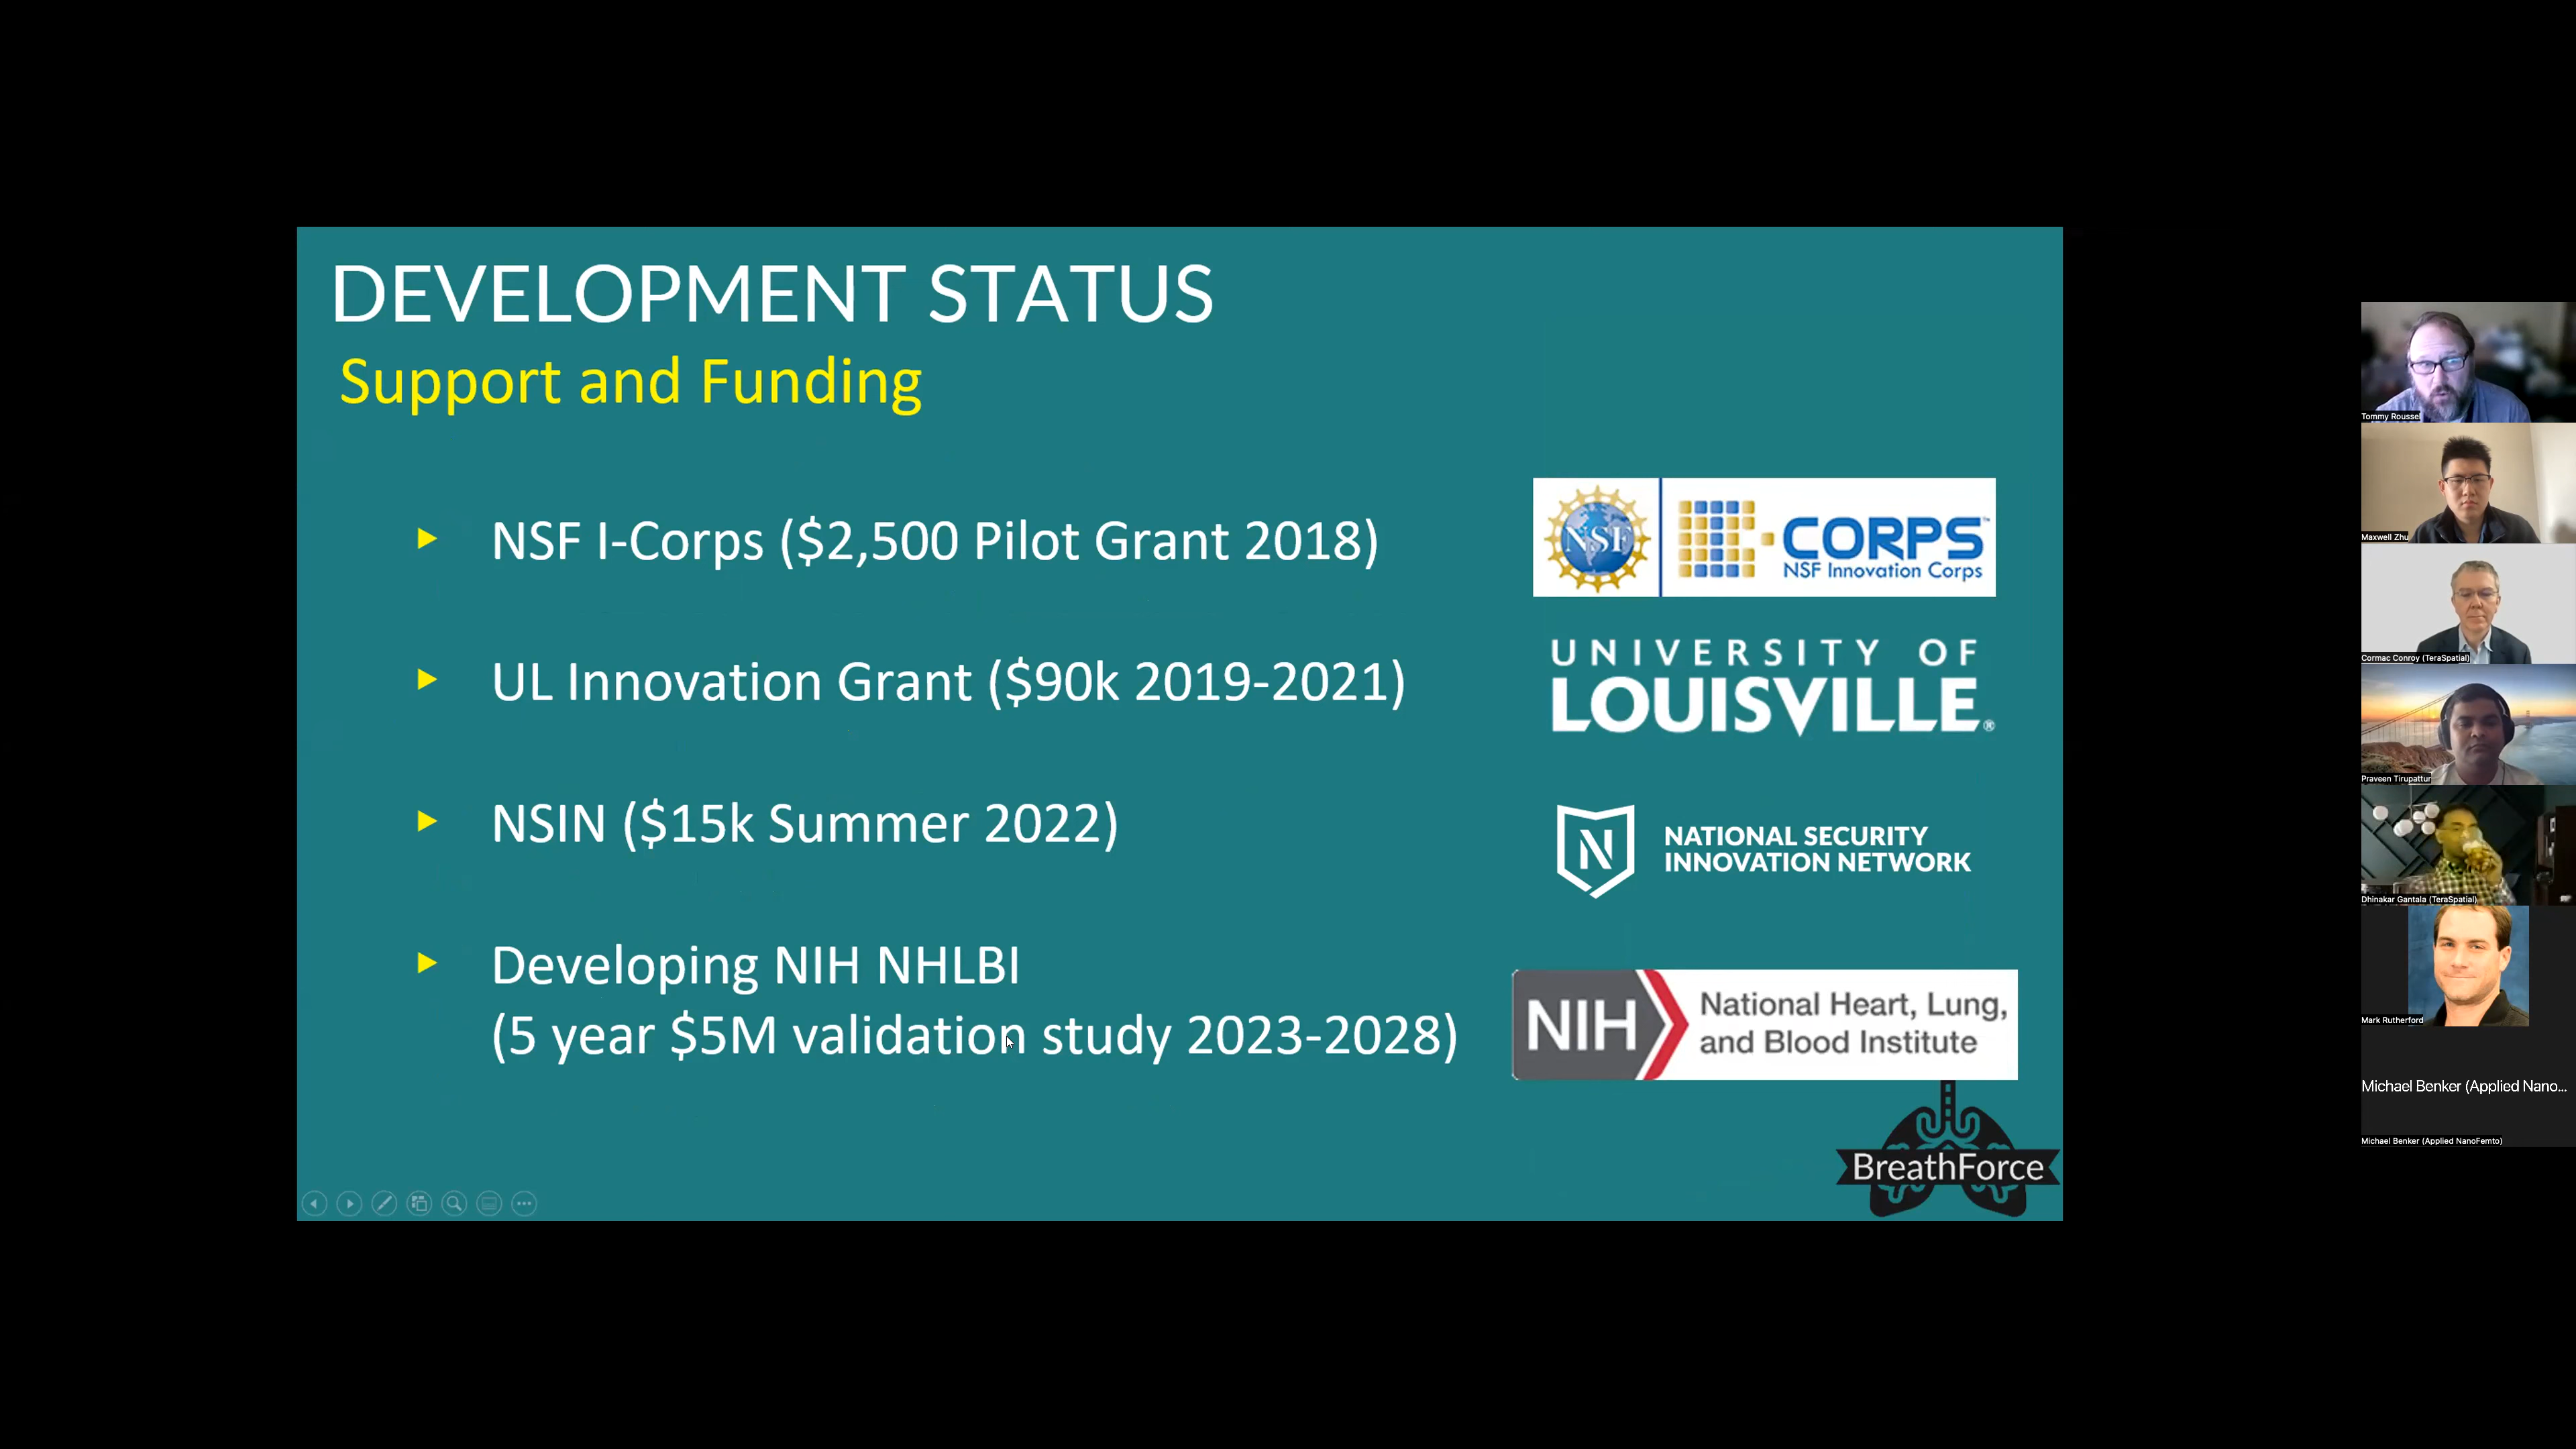 DEVELOPMENT STATUS
Support and Funding
NSF I-Corps ($2,500 Pilot Grant 2018)
UL Innovation Grant ($90k 2019-2021)
NSIN ($15k Summer 2022)
Developing NIH NHLBI
(5 year $5M validation study 2023-2028)
NSF
CORPS™
NSF Innovation Corps
UNIVERSITY OF
LOUISVILLE®
N
NATIONAL SECURITY
INNOVATION NETWORK
NIH
National Heart, Lung,
and Blood Institute
BreathForce
Tommy Roussel
Maxwell Zhu
Cormac Conroy (TeraSpatial)
Praveen Tirupattur
Dhinakar Gantala (TeraSpatial)
Mark Rutherford
Michael Benker (Applied Nano...
Michael Benker (Applied NanoFemto)